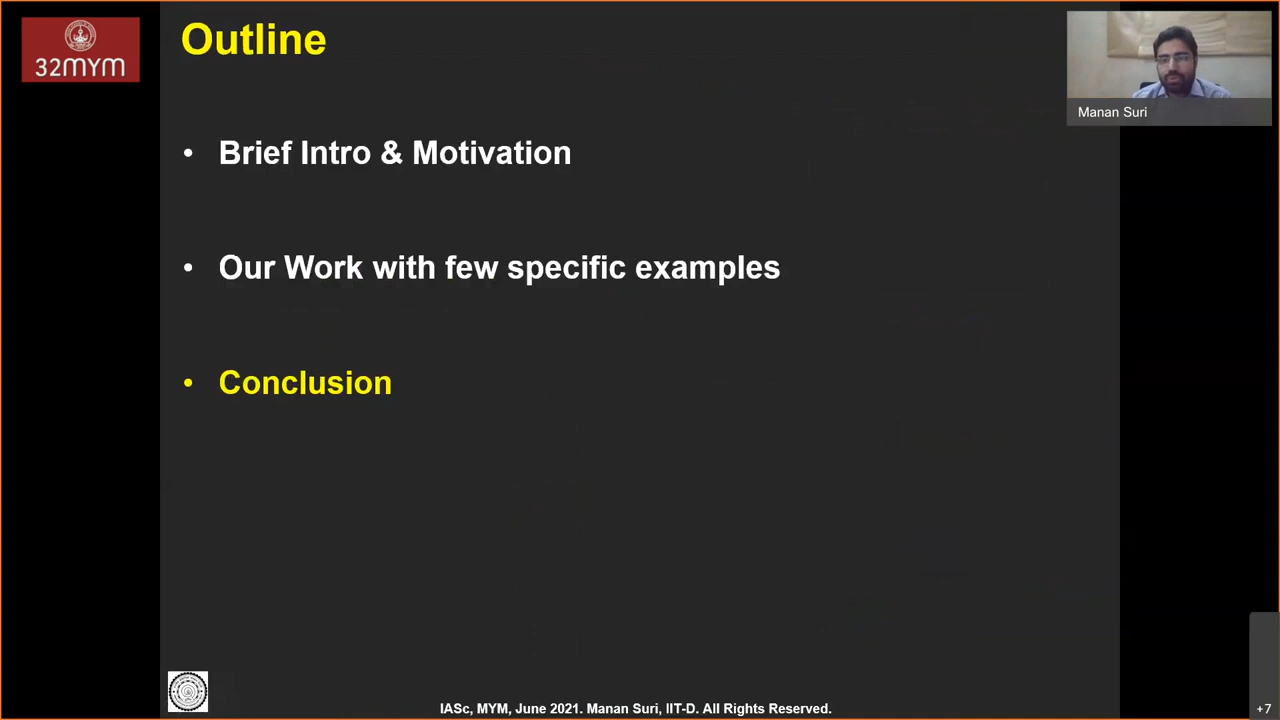 Outline
32MYM
Manan Suri
• Brief Intro & Motivation
• Our Work with few specific examples
• Conclusion
IASc, MYM, June 2021. Manan Suri, IIT-D. All Rights Reserved.
+7